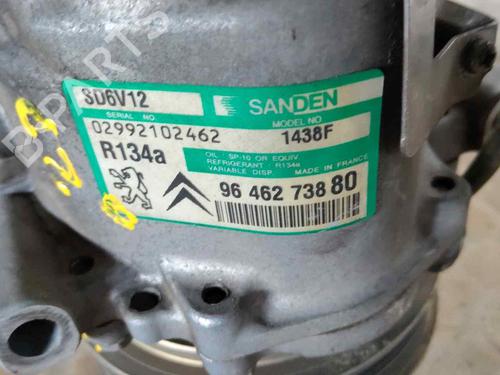 SD6V12
SANDEN
SERIAL NO
MODEL NO
02992102462
1438F
R134a
OIL : SP-10 OR EQUIV
REFRIGERANT : R134a
VARIABLE DISP. MADE IN FRANCE
96 462 738 80
B-PARTS